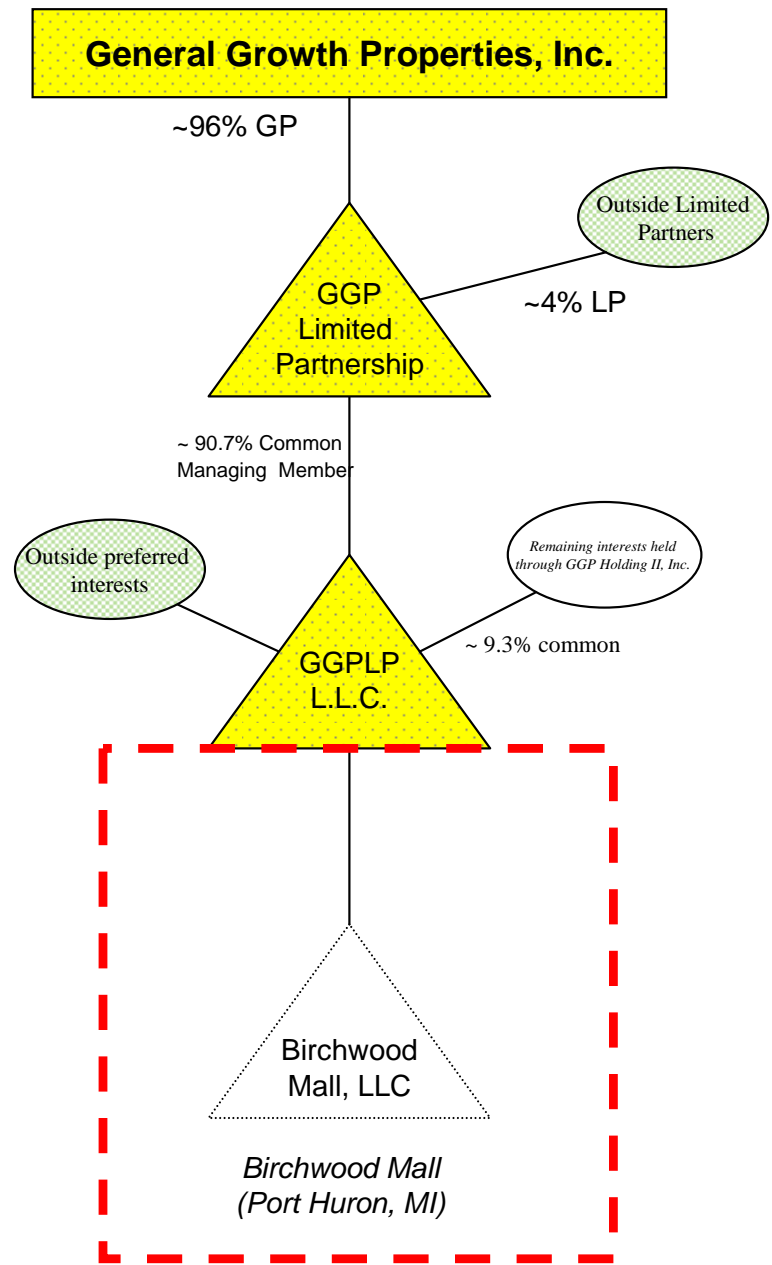 General Growth Properties, Inc.
~96% GP
Outside Limited
Partners
GGP
Limited
Partnership
~4% LP
~ 90.7% Common
Managing Member
Outside preferred
interests
Remaining interests held
through GGP Holding II, Inc.
~ 9.3% common
GGPLP
L.L.C.
Birchwood
Mall, LLC
Birchwood Mall
(Port Huron, MI)